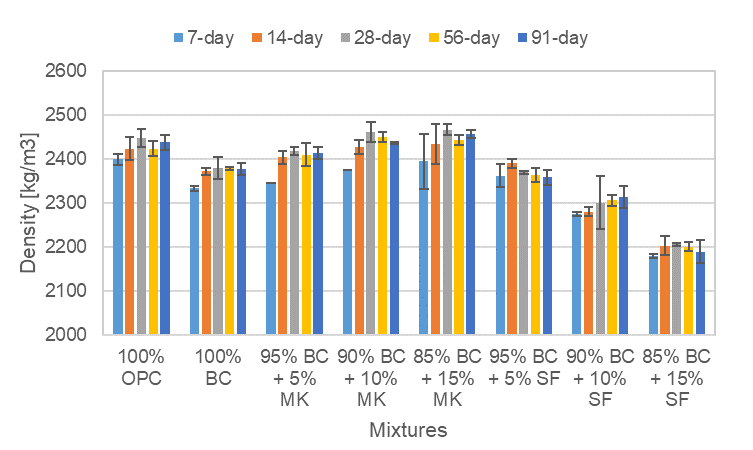 7-day 14-day 28-day 56-day 91-day
2600
2500
2400
2300
2200
2100
2000
Density [kg/m3]
100% 100% 95% BC 90% BC 85% BC 95% BC 90% BC 85% BC
OPC BC + 5% + 10% + 15% + 5% SF + 10% + 15%
MK MK MK SF SF
Mixtures